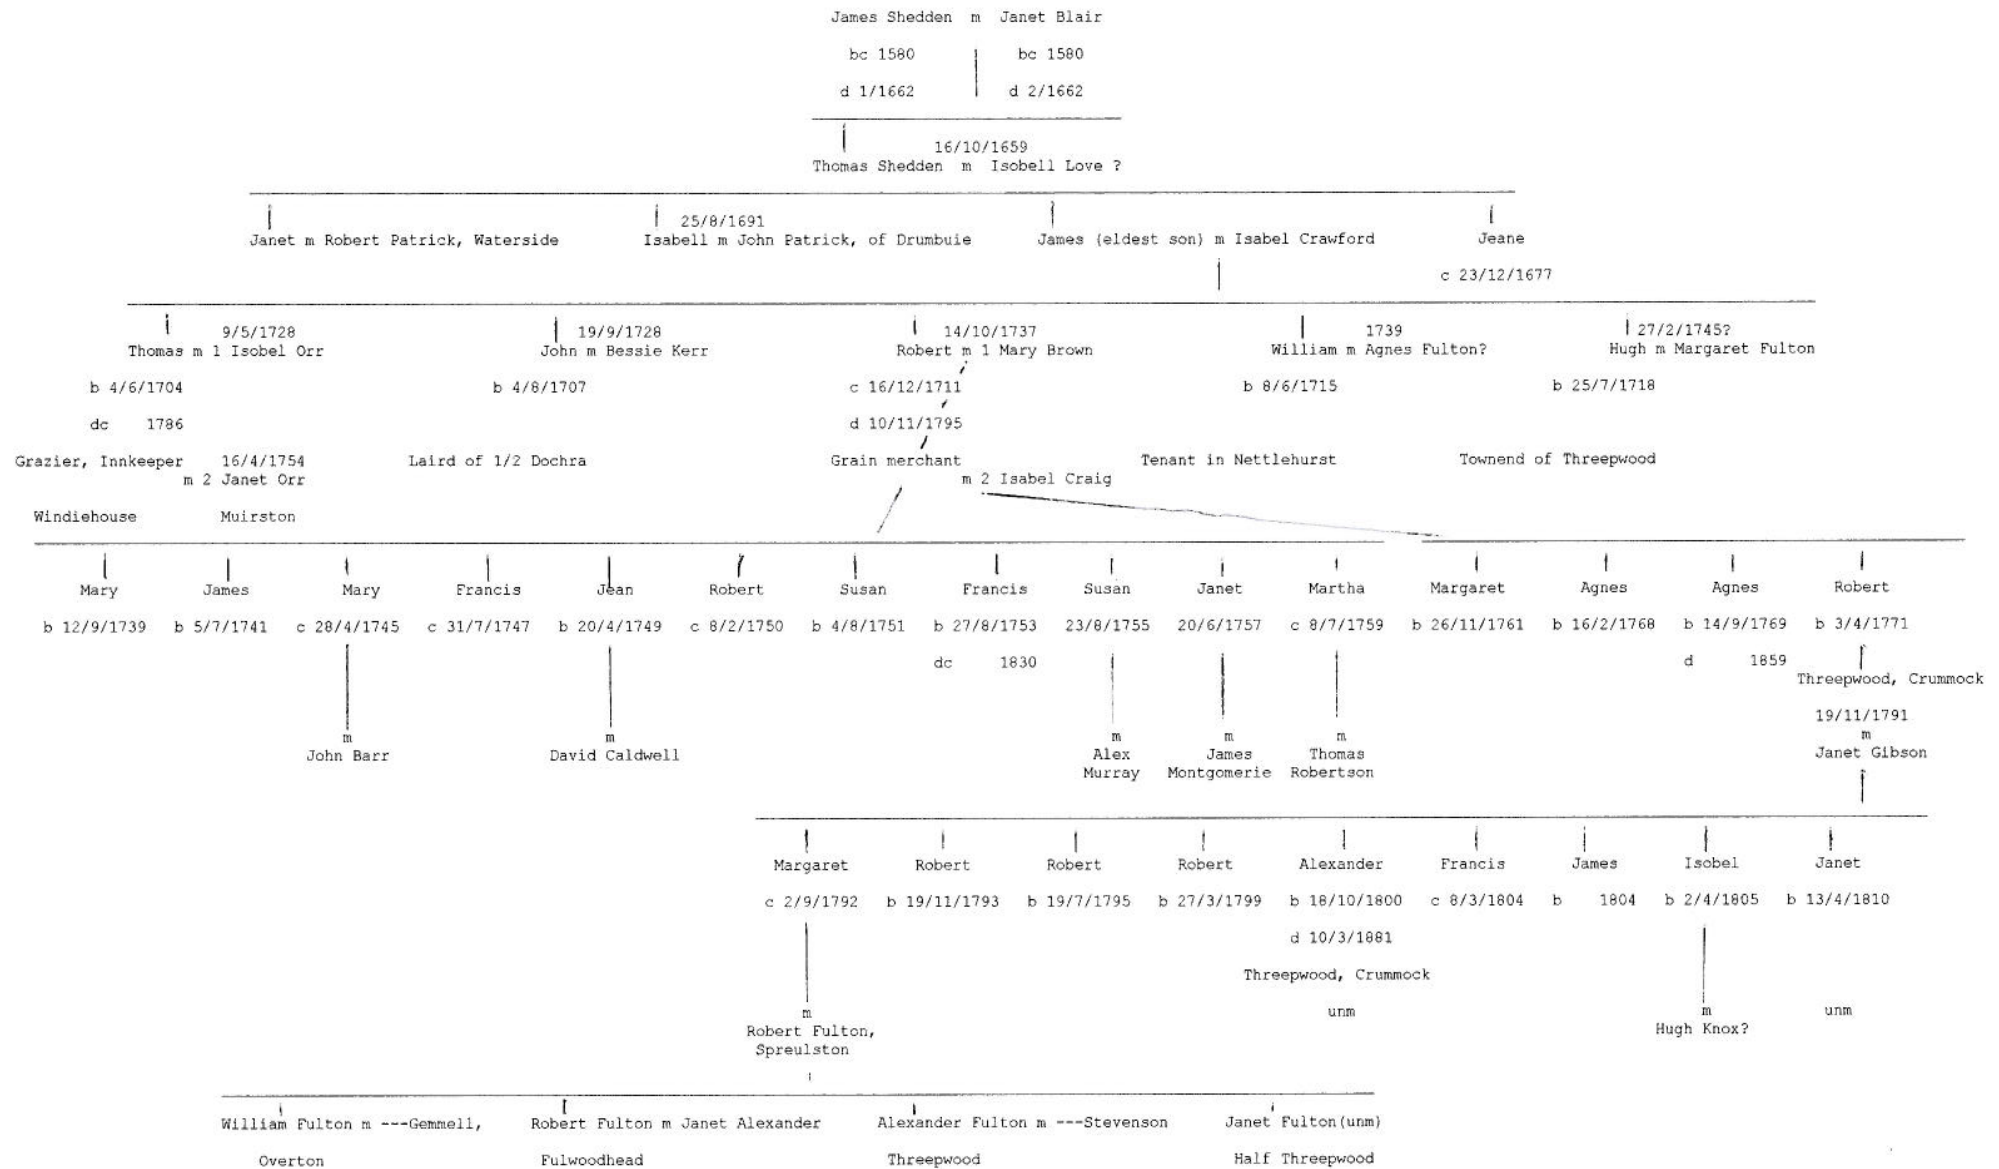 James Shedden m Janet Blair
bc 1580 bc 1580
d 1/1662 d 2/1662
16/10/1659
Thomas Shedden m Isobell Love ?
25/8/1691
Janet m Robert Patrick, Waterside Isabell m John Patrick, of Drumbuie James (eldest son) m Isabel Crawford Jeane
c 23/12/1677
9/5/1728 19/9/1728 14/10/1737 1739 27/2/1745?
Thomas m 1 Isobel Orr John m Bessie Kerr Robert m 1 Mary Brown William m Agnes Fulton? Hugh m Margaret Fulton
b 4/6/1704 b 4/8/1707 c 16/12/1711 b 8/6/1715 b 25/7/1718
dc 1786 d 10/11/1795
Grazier, Innkeeper 16/4/1754 Laird of 1/2 Dochra Grain merchant Tenant in Nettlehurst Townend of Threepwood
m 2 Janet Orr m 2 Isabel Craig
Windiehouse Muirston
Mary James Mary Francis Jean Robert Susan Francis Susan Janet Martha Margaret Agnes Agnes Robert
b 12/9/1739 b 5/7/1741 c 28/4/1745 c 31/7/1747 b 20/4/1749 c 8/2/1750 b 4/8/1751 b 27/8/1753 23/8/1755 20/6/1757 c 8/7/1759 b 26/11/1761 b 16/2/1768 b 14/9/1769 b 3/4/1771
dc 1830 d 1859
Threepwood, Crummock
19/11/1791
m m m m m m
John Barr David Caldwell Alex James Thomas Janet Gibson
Murray Montgomerie Robertson
Margaret Robert Robert Robert Alexander Francis James Isobel Janet
c 2/9/1792 b 19/11/1793 b 19/7/1795 b 27/3/1799 b 18/10/1800 c 8/3/1804 b 1804 b 2/4/1805 b 13/4/1810
d 10/3/1881
Threepwood, Crummock
m unm m unm
Robert Fulton, Hugh Knox?
Spreulston
William Fulton m ---Gemmell, Robert Fulton m Janet Alexander Alexander Fulton m ---Stevenson Janet Fulton(unm)
Overton Fulwoodhead Threepwood Half Threepwood